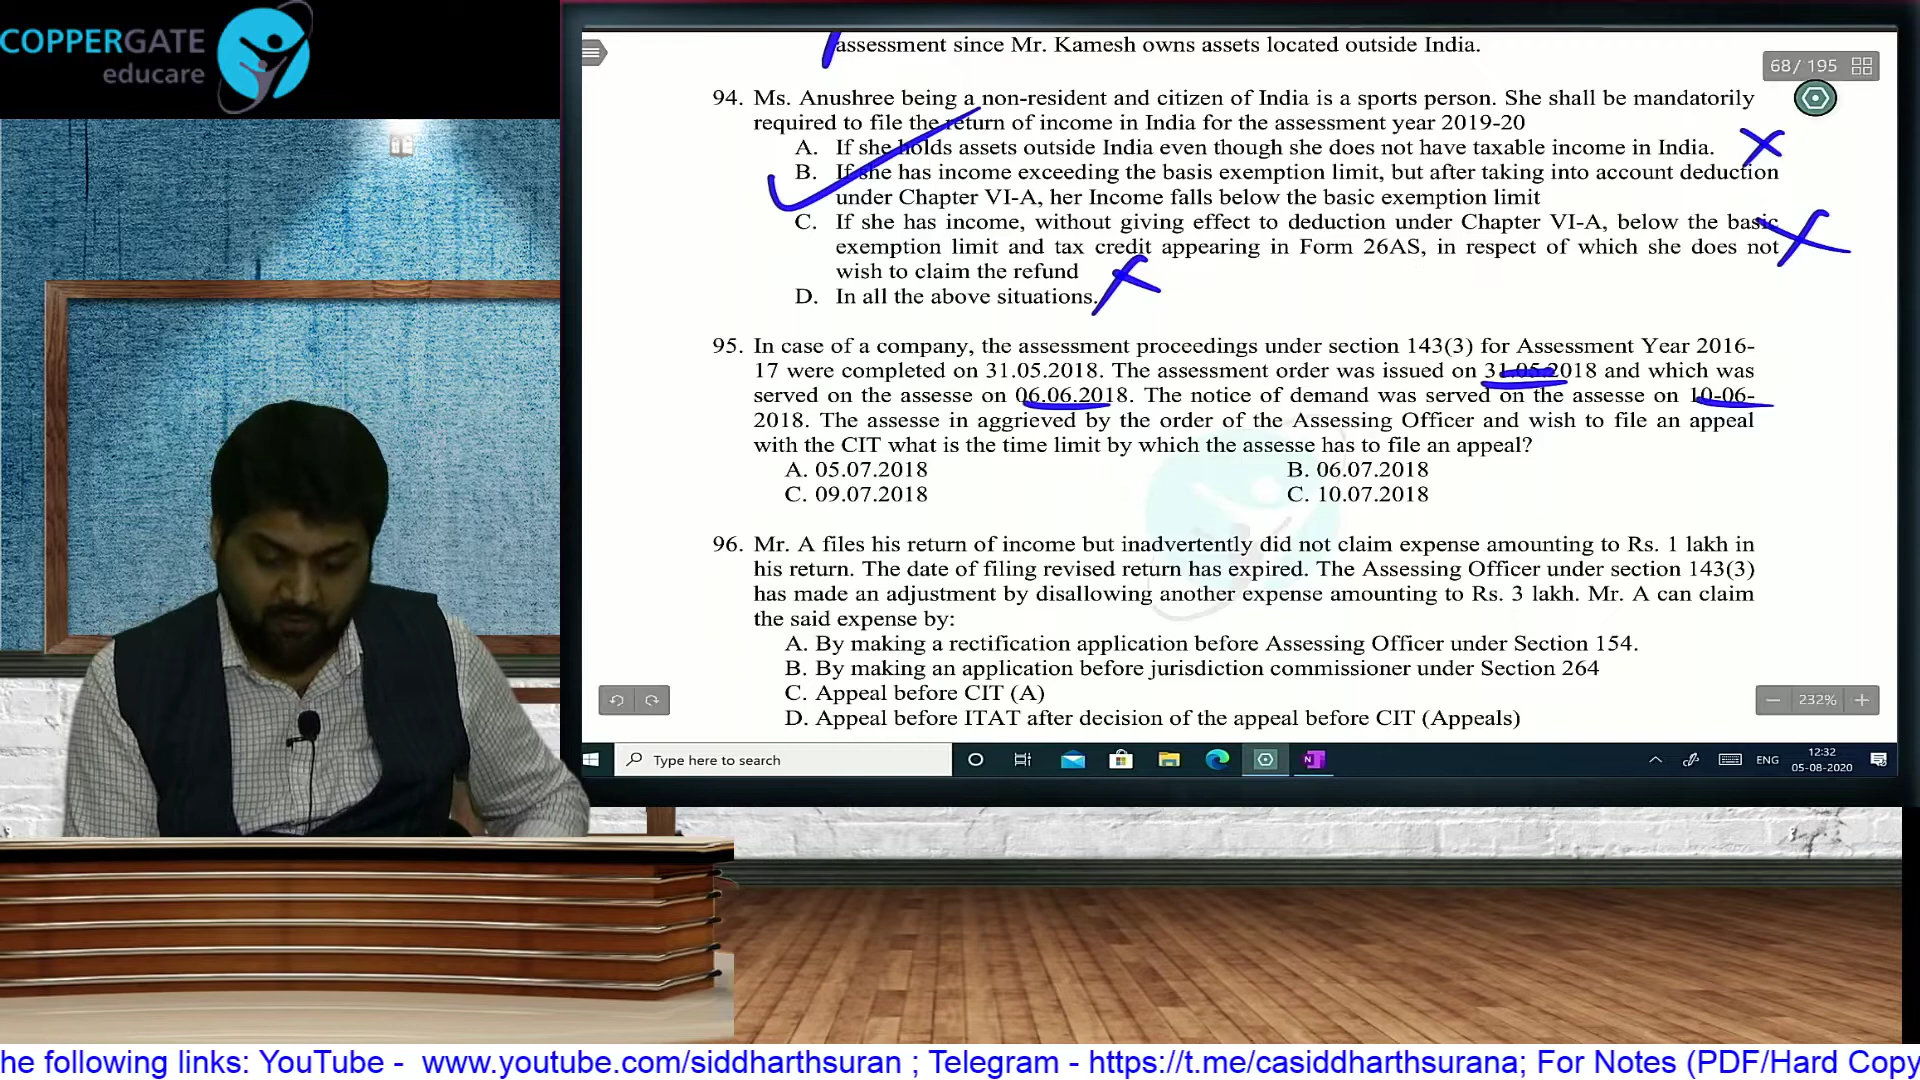 COPPERGATE
educare
assessment since Mr. Kamesh owns assets located outside India.
68/ 195
94. Ms. Anushree being a non-resident and citizen of India is a sports person. She shall be mandatorily
required to file the return of income in India for the assessment year 2019-20
A. If she holds assets outside India even though she does not have taxable income in India.
B. If she has income exceeding the basis exemption limit, but after taking into account deduction
under Chapter VI-A, her Income falls below the basic exemption limit
C. If she has income, without giving effect to deduction under Chapter VI-A, below the basic
exemption limit and tax credit appearing in Form 26AS, in respect of which she does not
wish to claim the refund
D. In all the above situations.
95. In case of a company, the assessment proceedings under section 143(3) for Assessment Year 2016-
17 were completed on 31.05.2018. The assessment order was issued on 31.05.2018 and which was
served on the assesse on 06.06.2018. The notice of demand was served on the assesse on 10-06-
2018. The assesse in aggrieved by the order of the Assessing Officer and wish to file an appeal
with the CIT what is the time limit by which the assesse has to file an appeal?
A. 05.07.2018 B. 06.07.2018
C. 09.07.2018 C. 10.07.2018
96. Mr. A files his return of income but inadvertently did not claim expense amounting to Rs. 1 lakh in
his return. The date of filing revised return has expired. The Assessing Officer under section 143(3)
has made an adjustment by disallowing another expense amounting to Rs. 3 lakh. Mr. A can claim
the said expense by:
A. By making a rectification application before Assessing Officer under Section 154.
B. By making an application before jurisdiction commissioner under Section 264
C. Appeal before CIT (A)
D. Appeal before ITAT after decision of the appeal before CIT (Appeals)
232%
Type here to search
ENG
12:32
05-08-2020
he following links: YouTube - www.youtube.com/siddharthsuran ; Telegram - https://t.me/casiddharthsurana; For Notes (PDF/Hard Copy